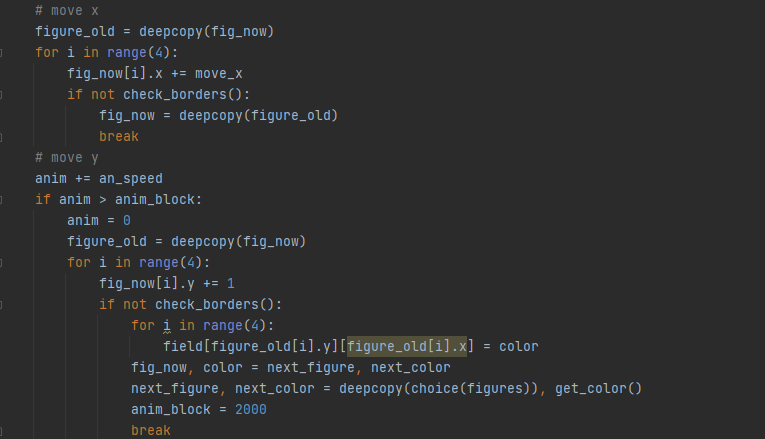 # move x
figure_old = deepcopy(fig_now)
for i in range(4):
    fig_now[i].x += move_x
    if not check_borders():
        fig_now = deepcopy(figure_old)
        break
# move y
anim += an_speed
if anim > anim_block:
    anim = 0
    figure_old = deepcopy(fig_now)
    for i in range(4):
        fig_now[i].y += 1
        if not check_borders():
            for i in range(4):
                field[figure_old[i].y][figure_old[i].x] = color
            fig_now, color = next_figure, next_color
            next_figure, next_color = deepcopy(choice(figures)), get_color()
            anim_block = 2000
            break